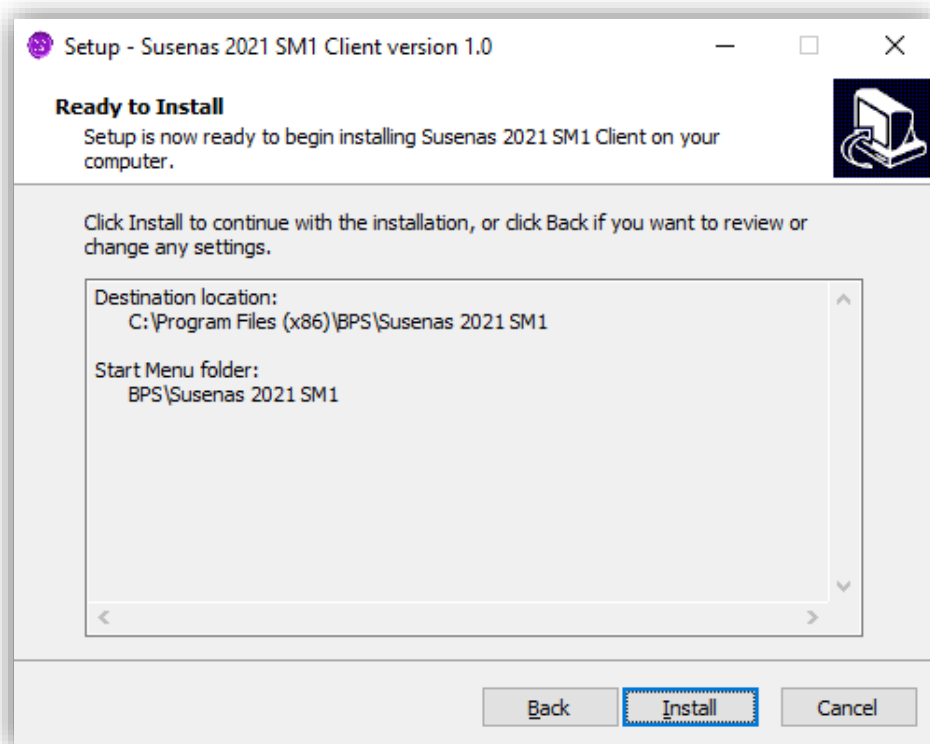 Setup - Susenas 2021 SM1 Client version 1.0
Ready to Install
Setup is now ready to begin installing Susenas 2021 SM1 Client on your
computer.
Click Install to continue with the installation, or click Back if you want to review or
change any settings.
Destination location:
C:\Program Files (x86)\BPS\Susenas 2021 SM1
Start Menu folder:
BPS\Susenas 2021 SM1
Back Install Cancel